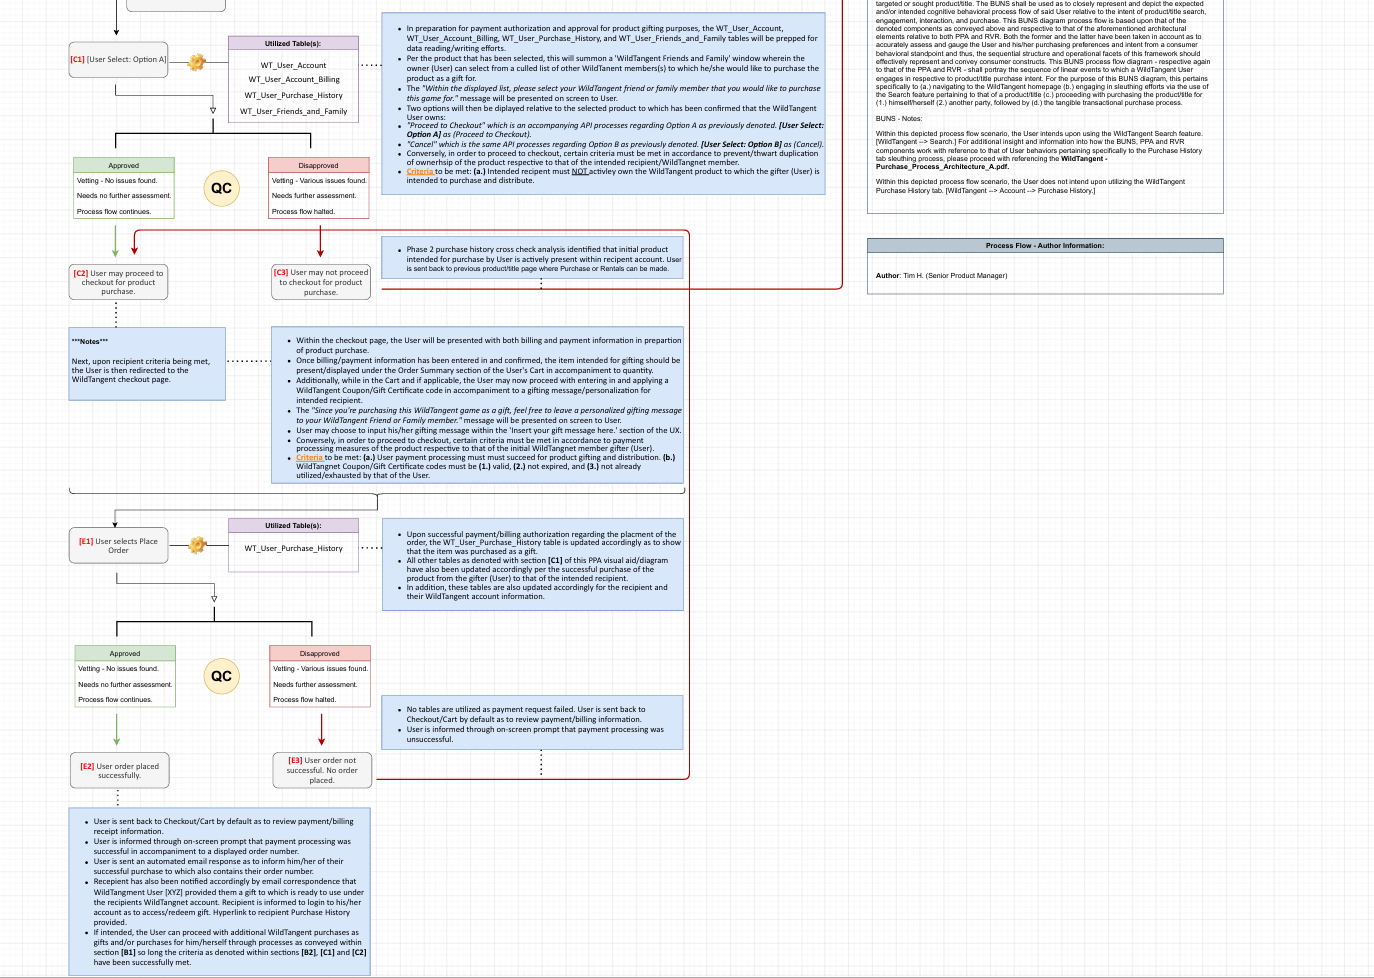 [C1] [User Select: Option A]
Utilized Table(s):
WT_User_Account
WT_User_Account_Billing
WT_User_Purchase_History
WT_User_Friends_and_Family
In preparation for payment authorization and approval for product gifting purposes, the WT_User_Account,
WT_User_Account_Billing, WT_User_Purchase_History, and WT_User_Friends_and_Family tables will be prepped for
data reading/writing efforts.
Per the product that has been selected, this will summon a 'WildTangent Friends and Family' window wherein the
owner (User) can select from a culled list of other WildTanent members(s) to which he/she would like to purchase the
product as a gift for.
The "Within the displayed list, please select your WildTangent friend or family member that you would like to purchase
this game for." message will be presented on screen to User.
Two options will then be diplayed relative to the selected product to which has been confirmed that the WildTangent
User owns:
"Proceed to Checkout" which is an accompanying API processes regarding Option A as previously denoted. [User Select:
Option A] as (Proceed to Checkout).
"Cancel" which is the same API processes regarding Option B as previously denoted. [User Select: Option B] as (Cancel).
Conversely, in order to proceed to checkout, certain criteria must be met in accordance to prevent/thwart duplication
of ownerhsip of the product respective to that of the intended recipient/WildTangnet member.
Criteria to be met: (a.) Intended recipient must NOT activley own the WildTangent product to which the gifter (User) is
intended to purchase and distribute.
Approved
Vetting - No issues found.
Needs no further assessment.
Process flow continues.
QC
Disapproved
Vetting - Various issues found.
Needs further assessment.
Process flow halted.
[C2] User may proceed to
checkout for product
purchase.
[C3] User may not proceed
to checkout for product
purchase.
Phase 2 purchase history cross check analysis identified that initial product
intended for purchase by User is actively present within recipient account. User
is sent back to previous product/title page where Purchase or Rentals can be made.
***Notes***
Next, upon recipient criteria being met,
the User is then redirected to the
WildTangent checkout page.
Within the checkout page, the User will be presented with both billing and payment information in prepartion
of product purchase.
Once billing/payment information has been entered in and confirmed, the item intended for gifting should be
present/displayed under the Order Summary section of the User's Cart in accompaniment to quantity.
Additionally, while in the Cart and if applicable, the User may now proceed with entering in and applying a
WildTangent Coupon/Gift Certificate code in accompaniment to a gifting message/personalization for
intended recipient.
The "Since you're purchasing this WildTangent game as a gift, feel free to leave a personalized gifting message
to your WildTangent Friend or Family member." message will be presented on screen to User.
User may choose to input his/her gifting message within the 'Insert your gift message here.' section of the UX.
Conversely, in order to proceed to checkout, certain criteria must be met in accordance to payment
processing measures of the product respective to that of the initial WildTangnet member gifter (User).
Criteria to be met: (a.) User payment processing must must succeed for product gifting and distribution. (b.)
WildTangnet Coupon/Gift Certificate codes must be (1.) valid, (2.) not expired, and (3.) not already
utilized/exhausted by that of the User.
[E1] User selects Place
Order
Utilized Table(s):
WT_User_Purchase_History
Upon successful payment/billing authorization regarding the placment of the
order, the WT_User_Purchase_History table is updated accordingly as to show
that the item was purchased as a gift.
All other tables as denoted with section [C1] of this PPA visual aid/diagram
have also been updated accordingly per the successful purchase of the
product from the gifter (User) to that of the intended recipient.
In addition, these tables are also updated accordingly for the recipient and
their WildTangent account information.
Approved
Vetting - No issues found.
Needs no further assessment.
Process flow continues.
QC
Disapproved
Vetting - Various issues found.
Needs further assessment.
Process flow halted.
No tables are utilized as payment request failed. User is sent back to
Checkout/Cart by default as to review payment/billing information.
User is informed through on-screen prompt that payment processing was
unsuccessful.
[E2] User order placed
successfully.
[E3] User order not
successful. No order
placed.
User is sent back to Checkout/Cart by default as to review payment/billing
receipt information.
User is informed through on-screen prompt that payment processing was
successful in accompaniment to a displayed order number.
User is sent an automated email response as to inform him/her of their
successful purchase to which also contains their order number.
Recepient has also been notified accordingly by email correspondence that
WildTangment User [XYZ] provided them a gift to which is ready to use under
the recipients WildTangnet account. Recipient is informed to login to his/her
account as to access/redeem gift. Hyperlink to recipient Purchase History
provided.
If intended, the User can proceed with additional WildTangent purchases as
gifts and/or purchases for him/herself through processes as conveyed within
section [B1] so long the criteria as denoted within sections [B2], [C1] and [C2]
have been successfully met.
targeted or sought product/title. The BUNS shall be used as to closely represent and depict the expected
and/or intended cognitive behavioral process flow of said User relative to the intent of product/title search,
engagement, interaction, and purchase. This BUNS diagram process flow is based upon that of the
denoted components as conveyed above and respective to that of the aforementioned architectural
elements relative to both PPA and RVR. Both the former and the latter have been taken in account as to
accurately assess and gauge the User and his/her purchasing preferences and intent from a consumer
behavioral standpoint and thus, the sequential structure and operational facet and functions as should
effectively represent and convey consumer constructs. This BUNS process flow diagram - respective again
to that of the PPA and RVR - shall portray the sequence of linear events to which a WildTangent User
engages in respective to product/title purchase intent. For the purpose of this BUNS diagram, this pertains
specifically to (a.) navigating to the WildTangent homepage (b.) engaging in sleuthing efforts via the use of
the Search feature pertaining to that of a product/title (c.) proceeding with purchasing the product/title for
(1.) himself/herself (2.) another party, followed by (d.) the tangible transactional purchase process.
BUNS - Notes:
Within this depicted process flow scenario, the User intends upon using the WildTangent Search feature.
[WildTangent --> Search.] For additional insight and information into how the BUNS, PPA and RVR
components work with reference to that of User behaviors pertaining specifically to the Purchase History
tab sleuthing process, please proceed with referencing the WildTangent -
Purchase_Process_Architecture_A.pdf.
Within this depicted process flow scenario, the User does not intend upon utilizing the WildTangent
Purchase History tab. [WildTangent --> Account --> Purchase History.]
Process Flow - Author Information:
Author: Tim H. (Senior Product Manager)